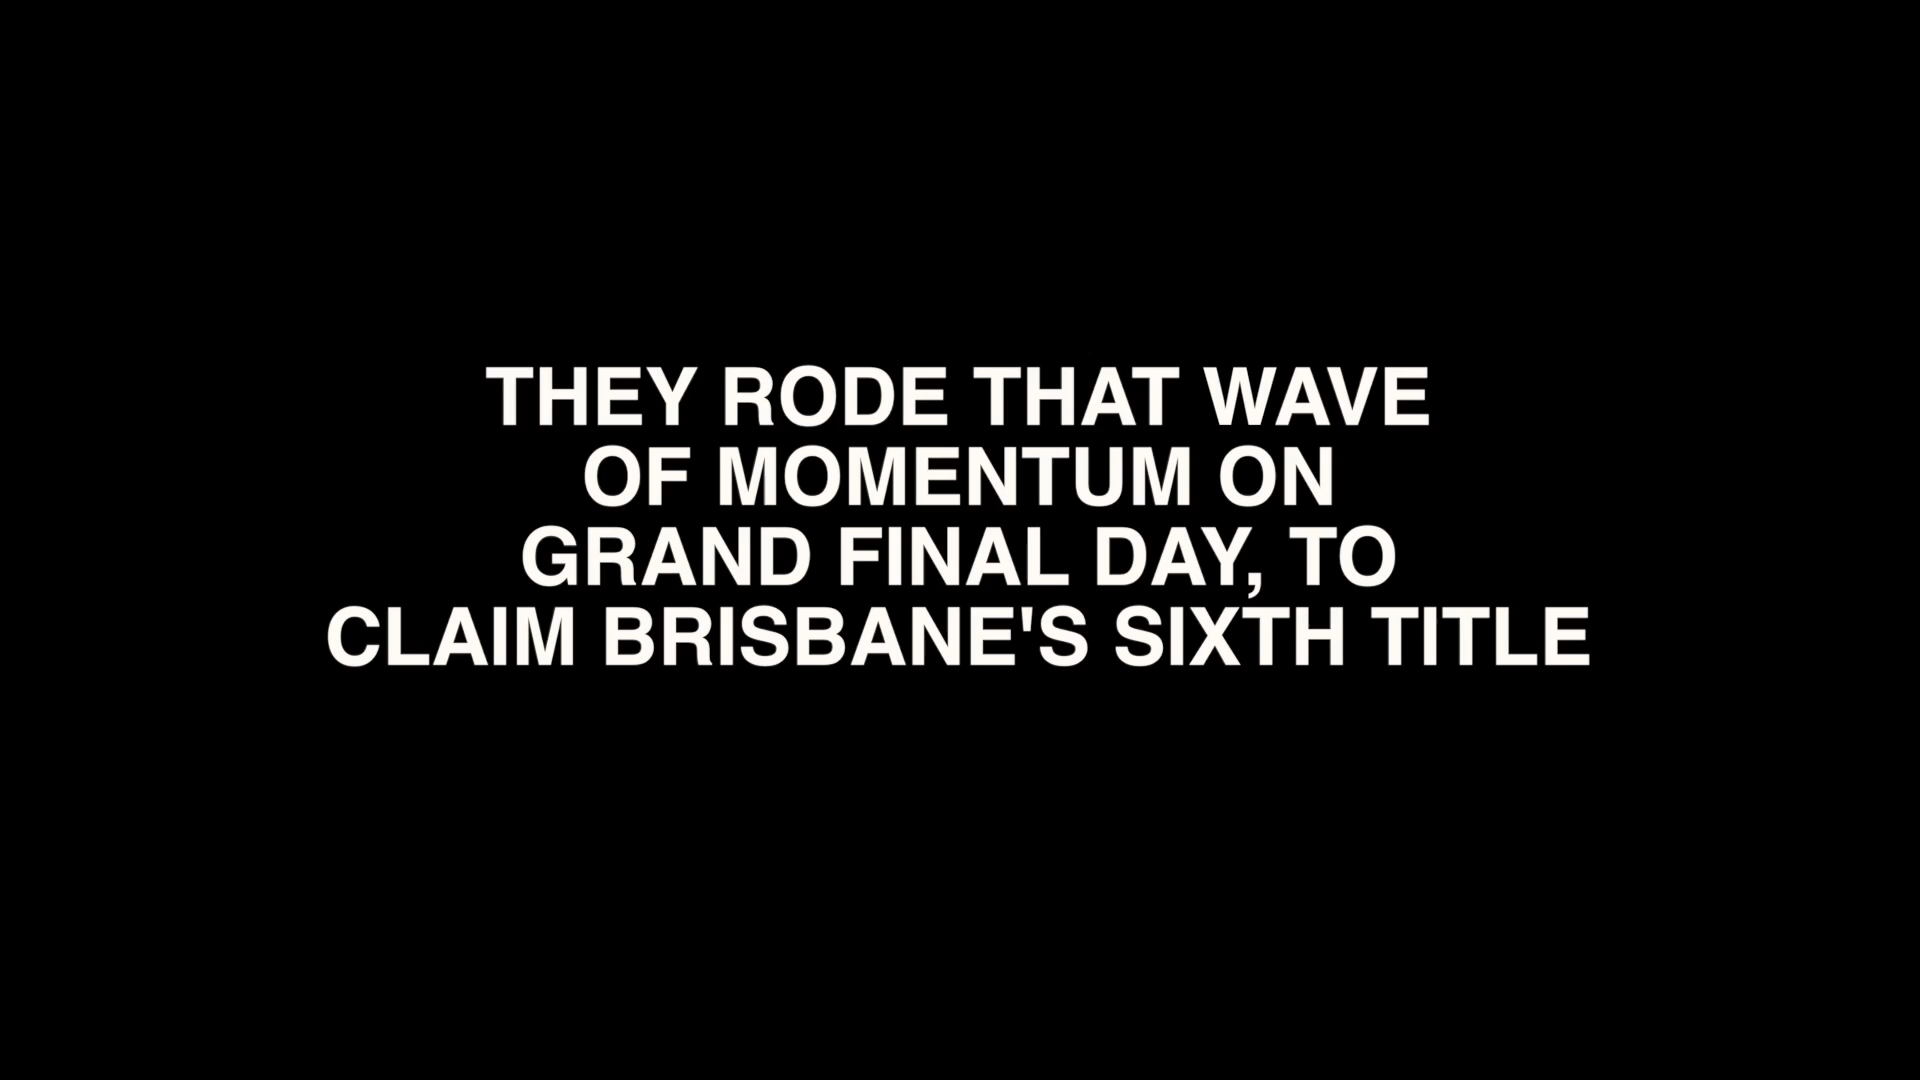 THEY RODE THAT WAVE
OF MOMENTUM ON
GRAND FINAL DAY, TO
CLAIM BRISBANE'S SIXTH TITLE